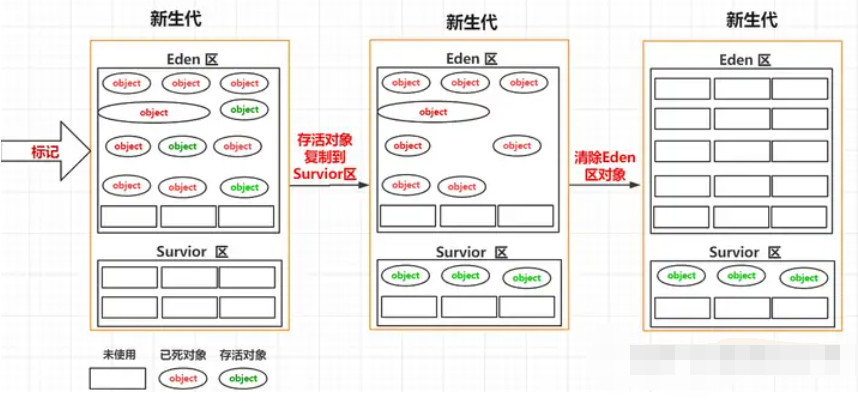 新生代
新生代
新生代
标记
Eden 区
object object object
object object
object object object
object object object
Survior 区
存活对象
复制到
Survior区
Eden 区
object object object
object
object object
object object
Survior 区
object object object
清除Eden
区对象
Eden 区
Survior 区
object object object
未使用 已死对象 存活对象
object object